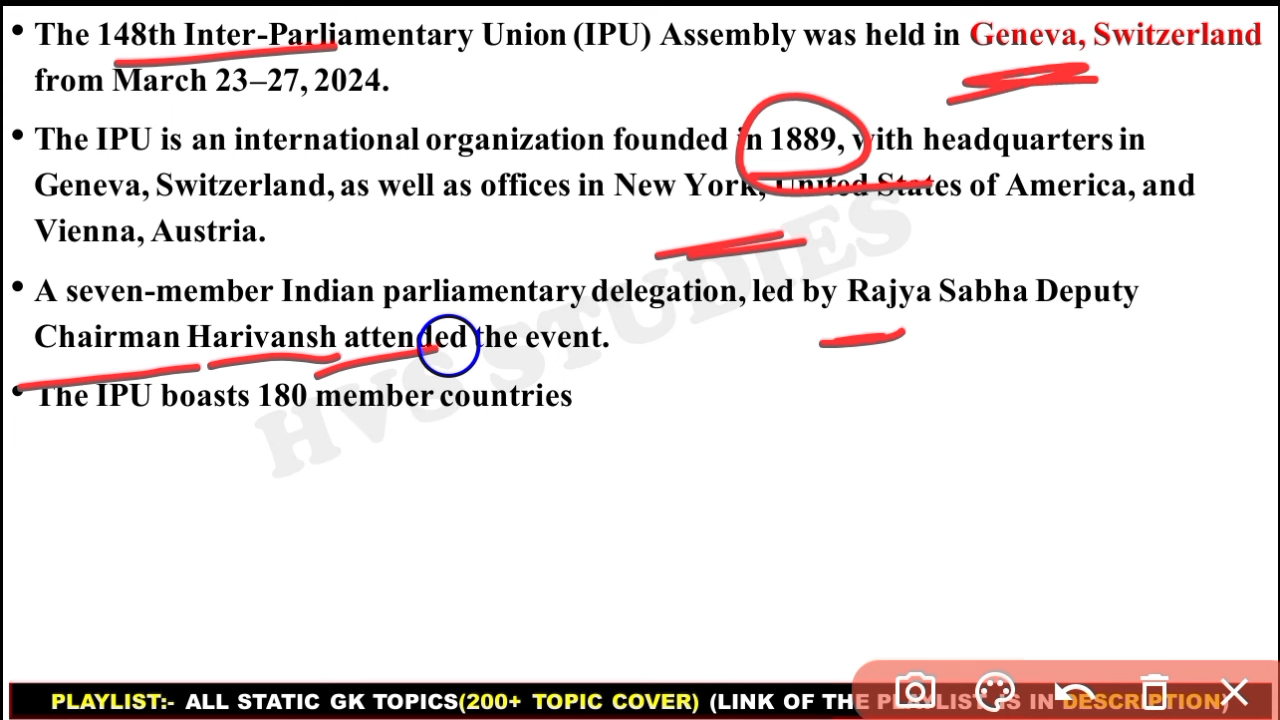 • The 148th Inter-Parliamentary Union (IPU) Assembly was held in Geneva, Switzerland
from March 23–27, 2024.
• The IPU is an international organization founded in 1889, with headquarters in
Geneva, Switzerland, as well as offices in New York, United States of America, and
Vienna, Austria.
• A seven-member Indian parliamentary delegation, led by Rajya Sabha Deputy
Chairman Harivansh attended the event.
• The IPU boasts 180 member countries
HVS STUDIES
PLAYLIST:- ALL STATIC GK TOPICS(200+ TOPIC COVER) (LINK OF THE PLAYLIST IS IN DESCRIPTION)